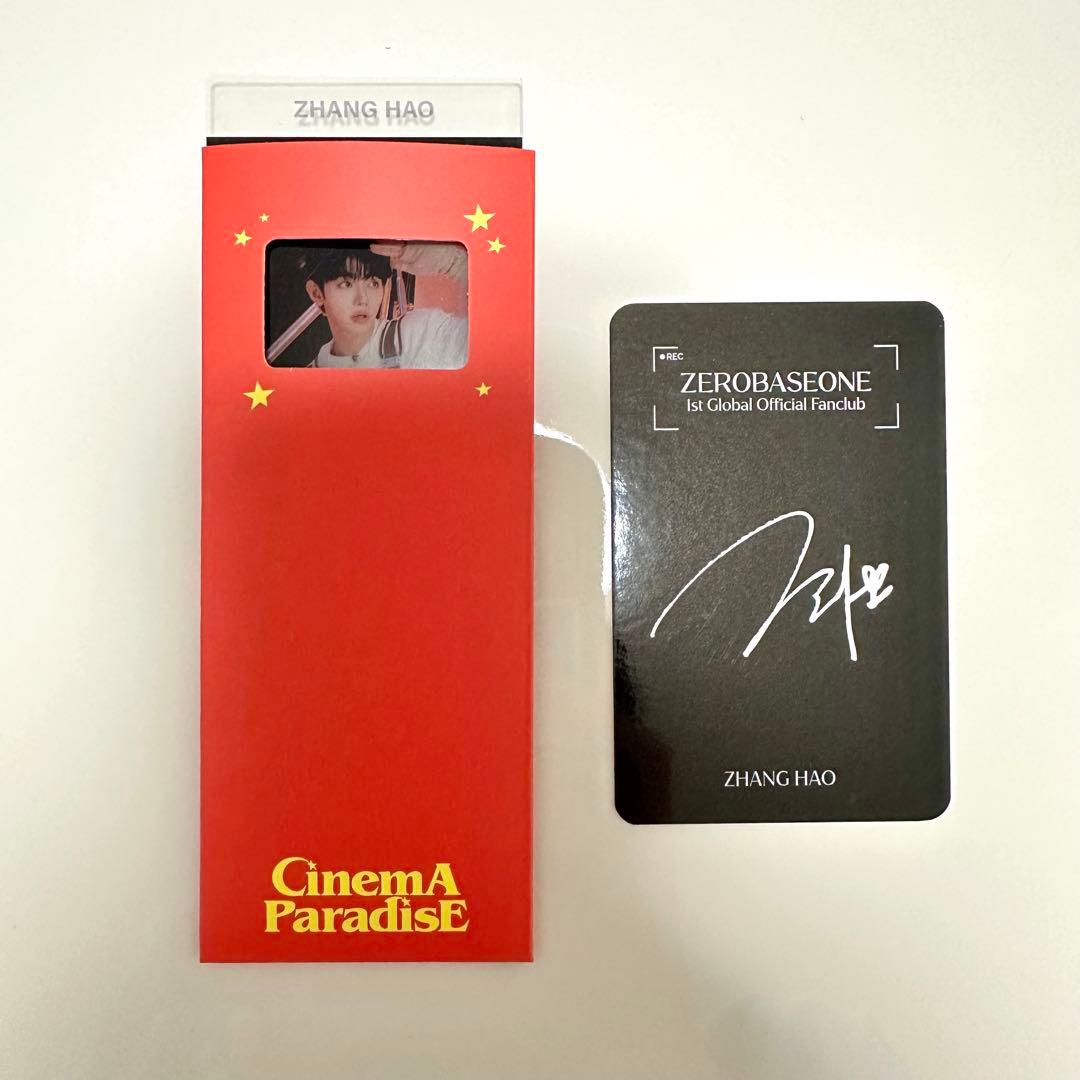 ZHANG HAO
CinemA
ParadisE
REC
ZEROBASEONE
1st Global Official Fanclub
ZHANG HAO